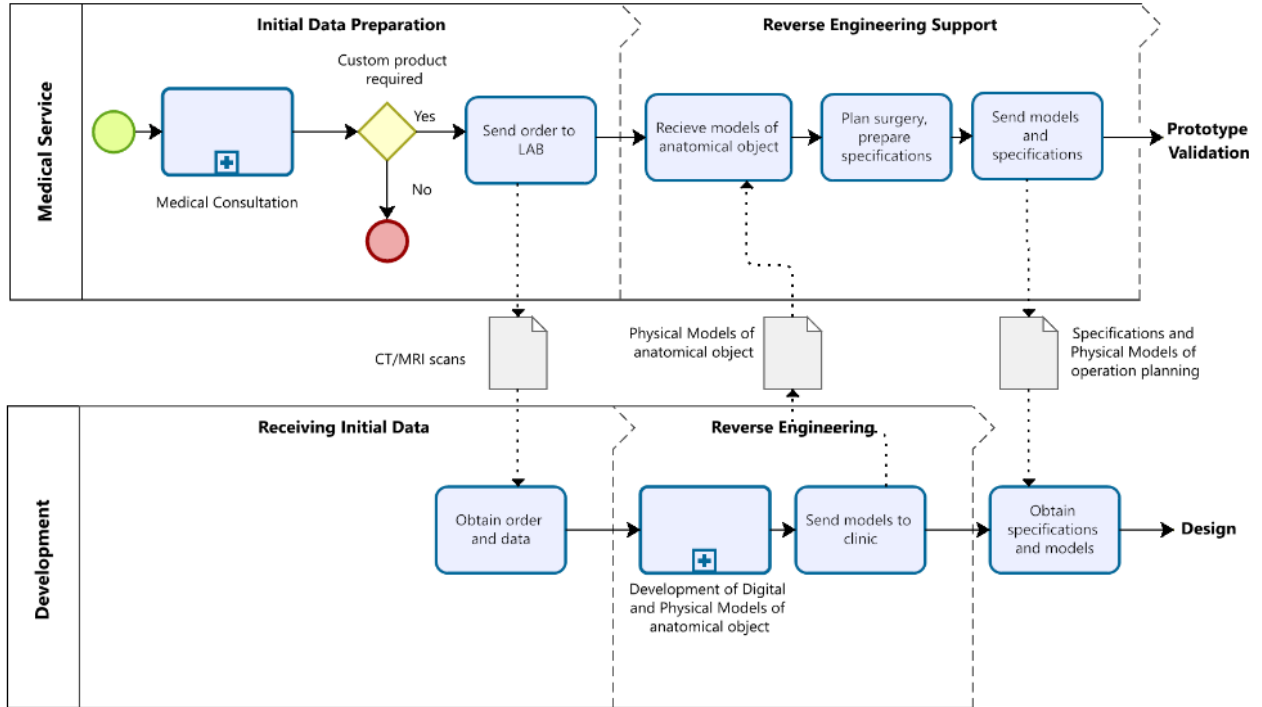 Initial Data Preparation
Reverse Engineering Support
Medical Service
Custom product
required
Yes
No
Medical Consultation
Send order to
LAB
Recieve models of
anatomical object
Plan surgery,
prepare
specifications
Send models
and
specifications
Prototype
Validation
CT/MRI scans
Physical Models of
anatomical object
Specifications and
Physical Models of
operation planning
Receiving Initial Data
Reverse Engineering
Development
Obtain order
and data
Development of Digital
and Physical Models of
anatomical object
Send models to
clinic
Obtain
specifications
and models
Design